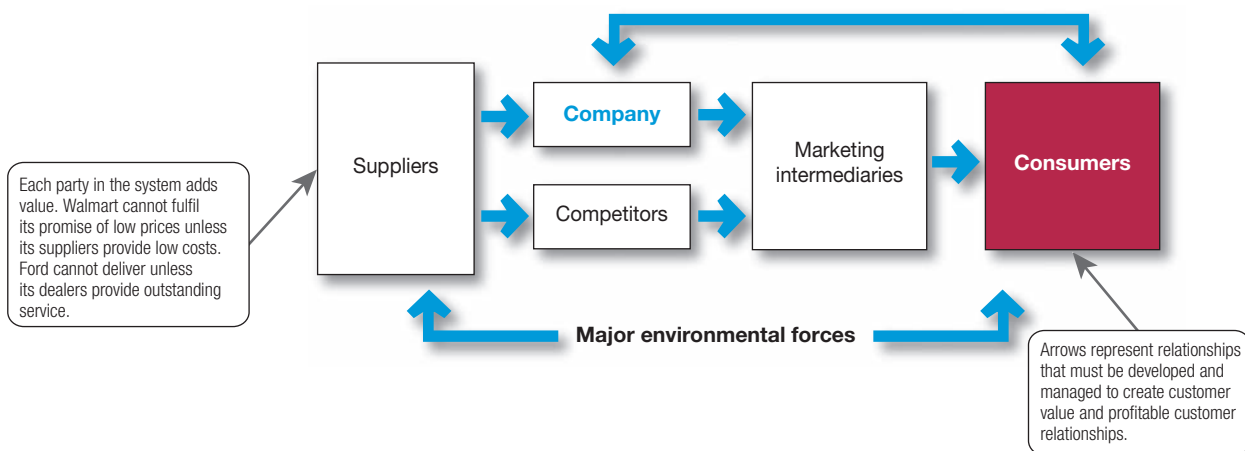 Company
Suppliers
Marketing
intermediaries
Consumers
Competitors
Each party in the system adds
value. Walmart cannot fulfil
its promise of low prices unless
its suppliers provide low costs.
Ford cannot deliver unless
its dealers provide outstanding
service.
Major environmental forces
Arrows represent relationships
that must be developed and
managed to create customer
value and profitable customer
relationships.